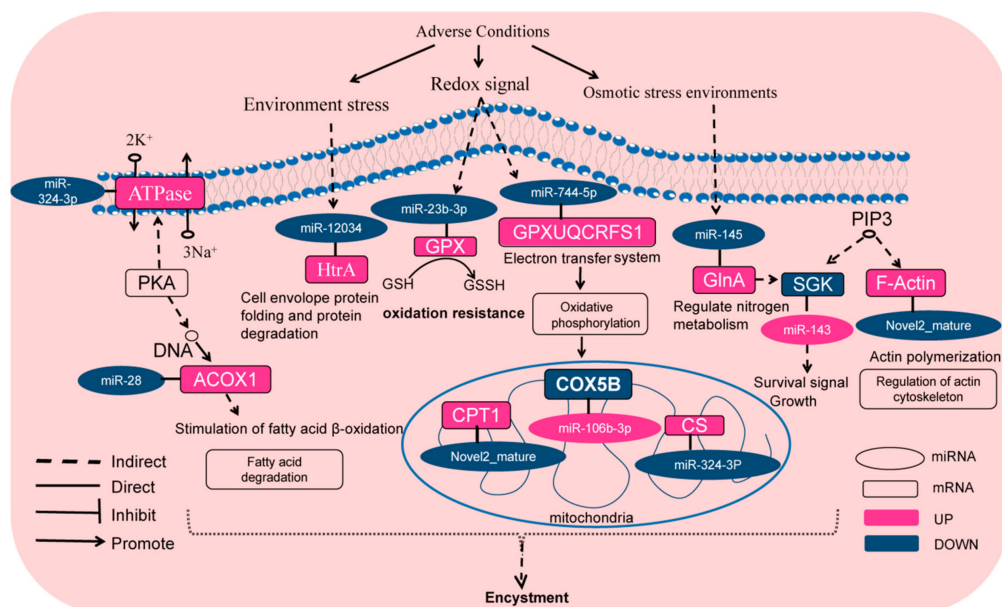 Adverse Conditions
Environment stress
Redox signal
Osmotic stress environments
2K⁺
miR-
324-3p
ATPase
3Na⁺
PKA
DNA
miR-28
ACOX1
Stimulation of fatty acid β-oxidation
Fatty acid
degradation
miR-12034
HtrA
Cell envelope protein
folding and protein
degradation
miR-23b-3p
GPX
GSH
GSSH
oxidation resistance
miR-744-5p
GPXUQCRFS1
Electron transfer system
Oxidative
phosphorylation
COX5B
miR-106b-3p
CPT1
Novel2_mature
CS
miR-324-3P
mitochondria
miR-145
GlnA
Regulate nitrogen
metabolism
PIP3
SGK
miR-143
Survival signal
Growth
F-Actin
Novel2_mature
Actin polymerization
Regulation of actin
cytoskeleton
Indirect
Direct
Inhibit
Promote
miRNA
mRNA
UP
DOWN
Encystment